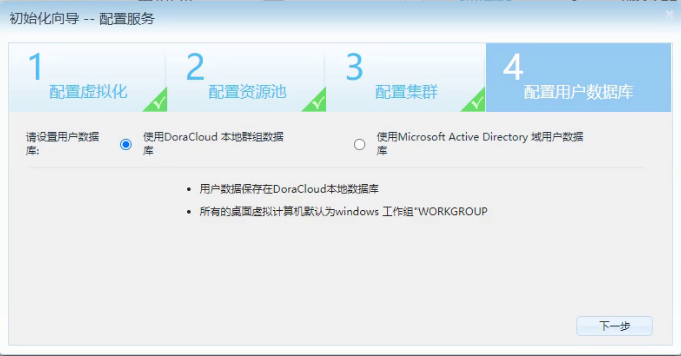 初始化向导 -- 配置服务
1 配置虚拟化
2 配置资源池
3 配置集群
4 配置用户数据库
请设置用户数据
库:
使用DoraCloud 本地群组数据
库
使用Microsoft Active Directory 域用户数据
库
• 用户数据保存在DoraCloud本地数据库
• 所有的桌面虚拟计算机默认为windows 工作组"WORKGROUP
下一步